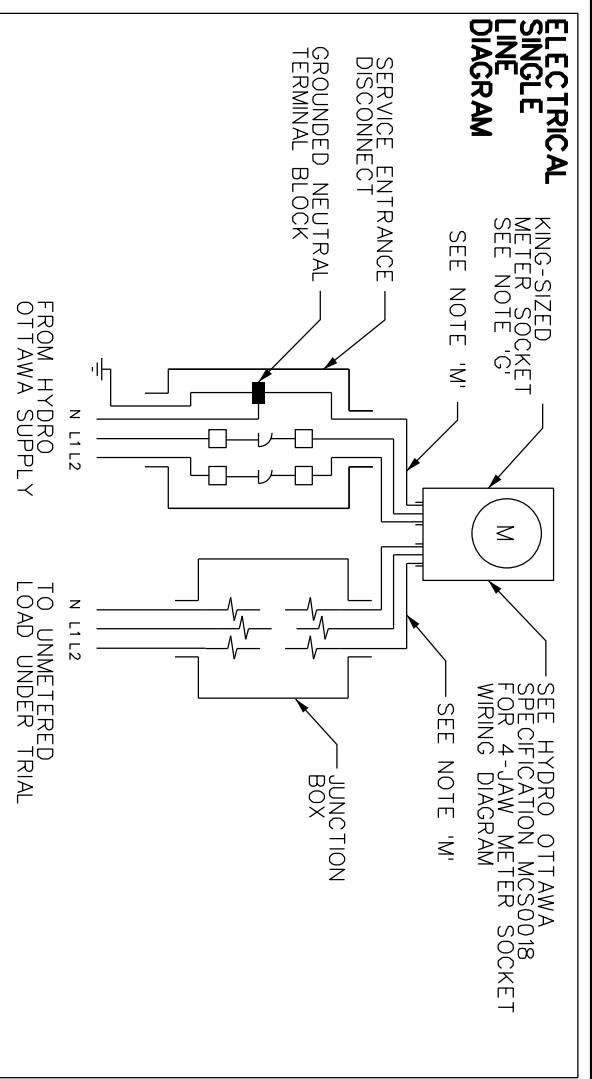 ELECTRICAL
SINGLE
LINE
DIAGRAM
KING-SIZED
METER SOCKET
SEE NOTE 'G'
SEE NOTE 'M'
SERVICE ENTRANCE
DISCONNECT
GROUNDED NEUTRAL
TERMINAL BLOCK
M
SEE HYDRO OTTAWA
SPECIFICATION MCS0018
FOR 4-JAW METER SOCKET
WIRING DIAGRAM
SEE NOTE 'M'
JUNCTION
BOX
N L1 L2
FROM HYDRO
OTTAWA SUPPLY
N L1 L2
TO UNMETERED
LOAD UNDER TRIAL